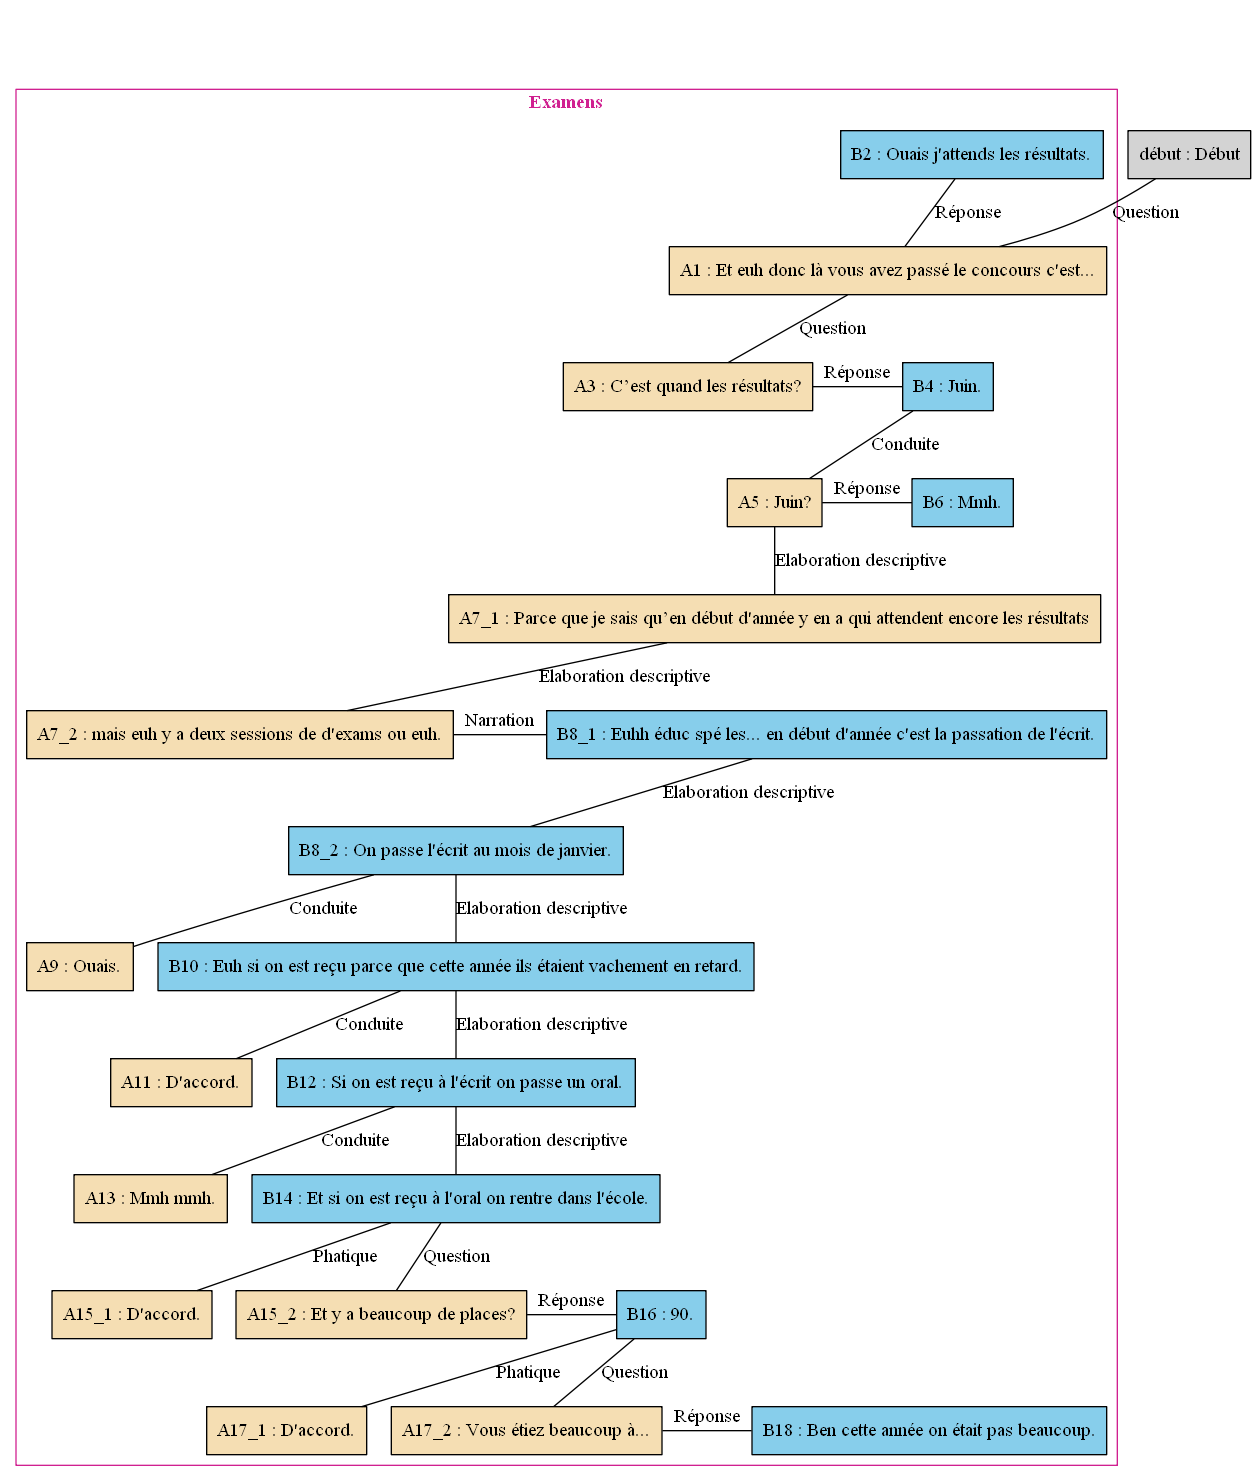 Examens
B2 : Ouais j'attends les résultats.
début : Début
Réponse
Question
A1 : Et euh donc là vous avez passé le concours c'est...
Question
A3 : C’est quand les résultats?
Réponse
B4 : Juin.
Conduite
A5 : Juin?
Réponse
B6 : Mmh.
Elaboration descriptive
A7_1 : Parce que je sais qu’en début d'année y en a qui attendent encore les résultats
Elaboration descriptive
A7_2 : mais euh y a deux sessions de d'exams ou euh.
Narration
B8_1 : Euhh éduc spé les... en début d'année c'est la passation de l'écrit.
Elaboration descriptive
B8_2 : On passe l'écrit au mois de janvier.
Conduite
Elaboration descriptive
A9 : Ouais.
B10 : Euh si on est reçu parce que cette année ils étaient vachement en retard.
Conduite
Elaboration descriptive
A11 : D'accord.
B12 : Si on est reçu à l'écrit on passe un oral.
Conduite
Elaboration descriptive
A13 : Mmh mmh.
B14 : Et si on est reçu à l'oral on rentre dans l'école.
Phatique
Question
A15_1 : D'accord.
A15_2 : Et y a beaucoup de places?
Réponse
B16 : 90.
Phatique
Question
A17_1 : D'accord.
A17_2 : Vous étiez beaucoup à...
Réponse
B18 : Ben cette année on était pas beaucoup.